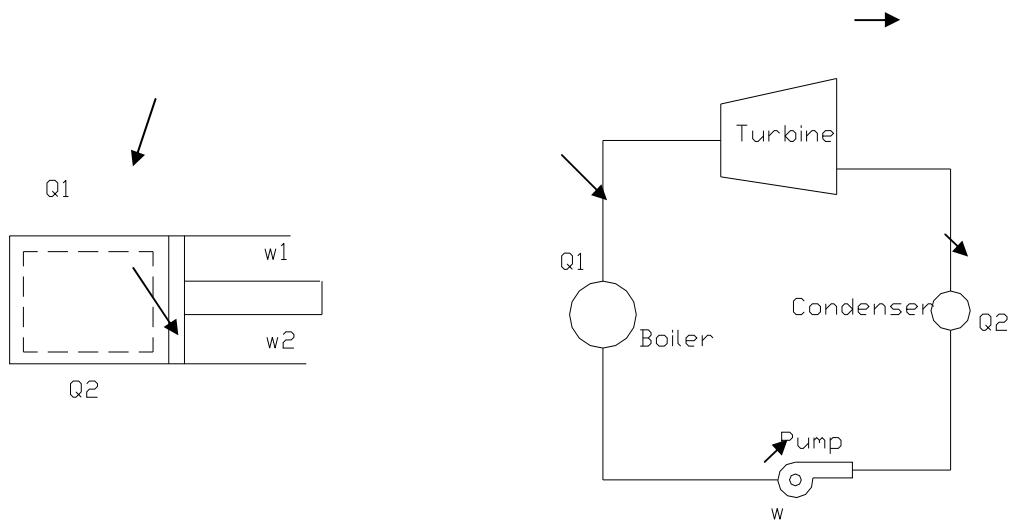 Q1
w1
w2
Q2
Turbine
Q1
Boiler
Condenser
Q2
Pump
w